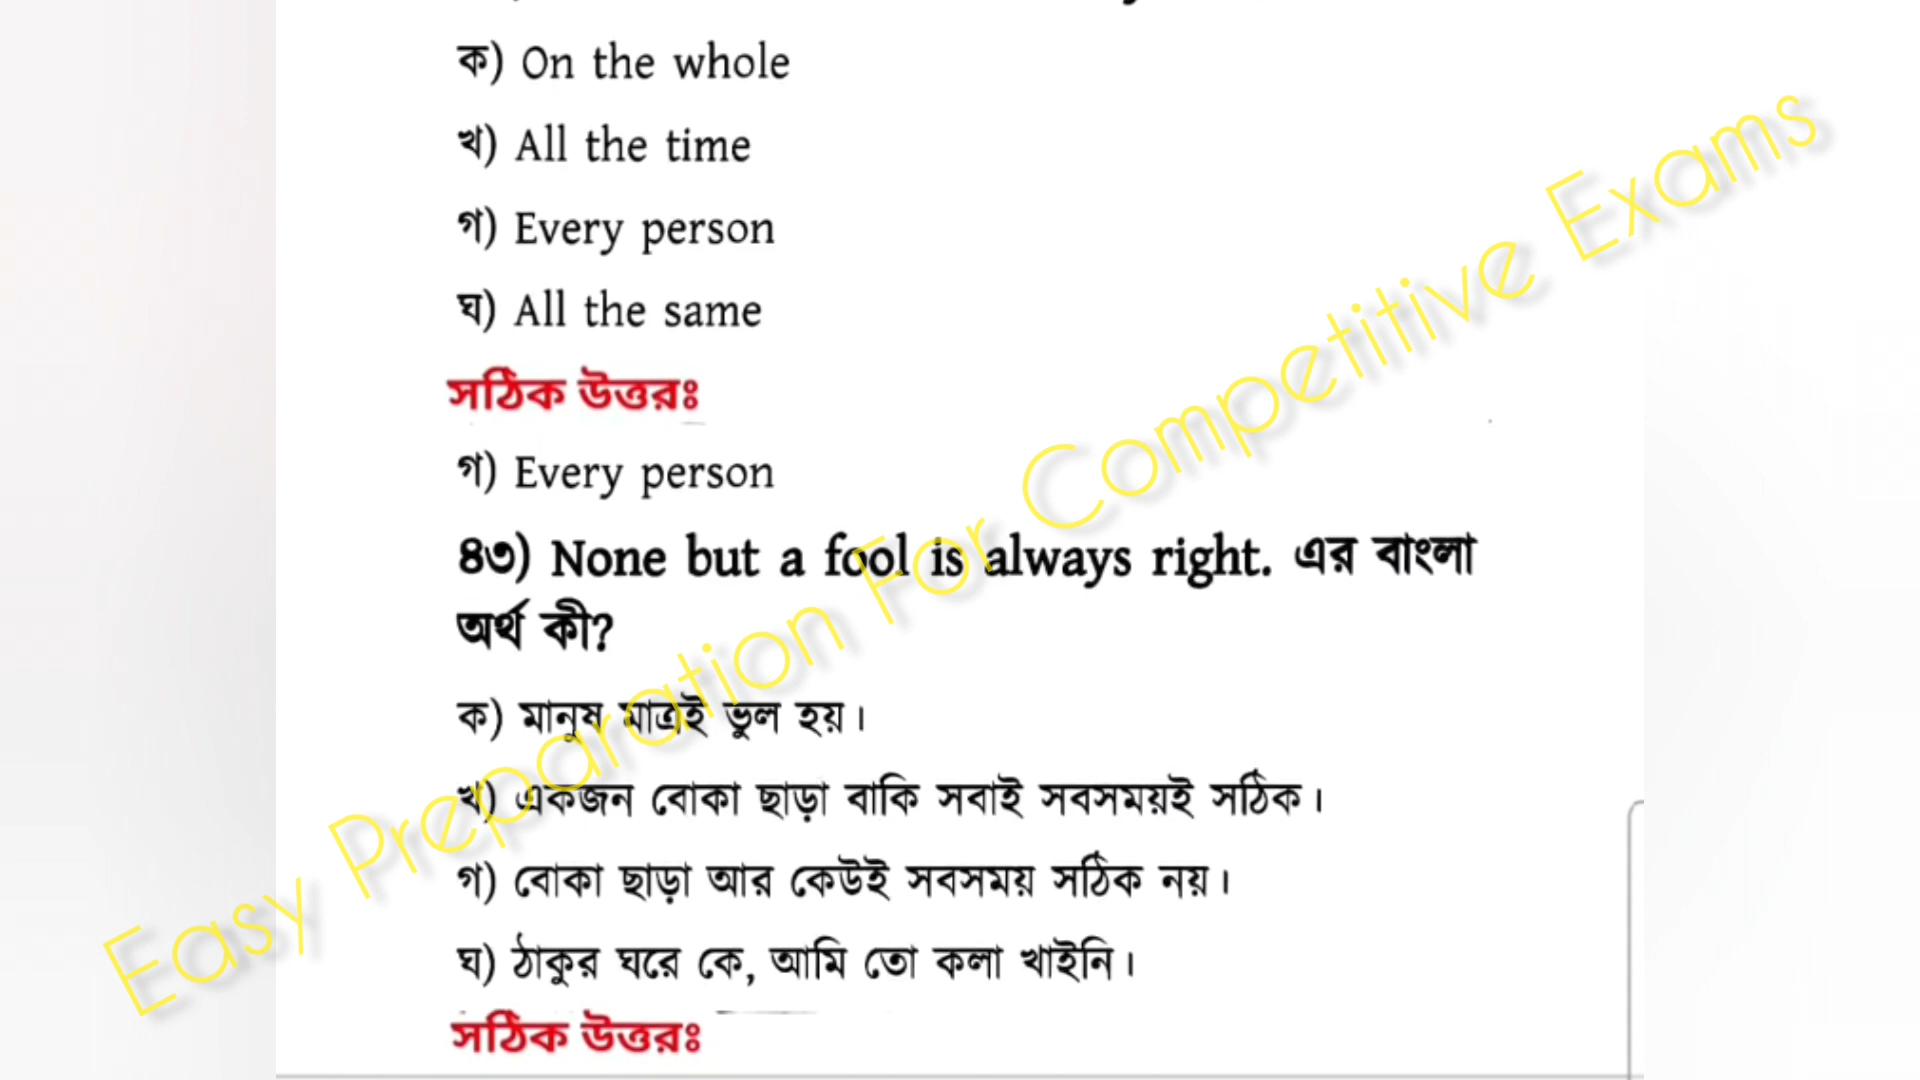 ক) On the whole
খ) All the time
গ) Every person
ঘ) All the same
সঠিক উত্তরঃ
গ) Every person
৪৩) None but a fool is always right. এর বাংলা
অর্থ কী?
ক) মানুষ মাত্রই ভুল হয়।
খ) একজন বোকা ছাড়া বাকি সবাই সবসময়ই সঠিক।
গ) বোকা ছাড়া আর কেউই সবসময় সঠিক নয়।
ঘ) ঠাকুর ঘরে কে, আমি তো কলা খাইনি।
সঠিক উত্তরঃ
Easy Preparation For Competitive Exams